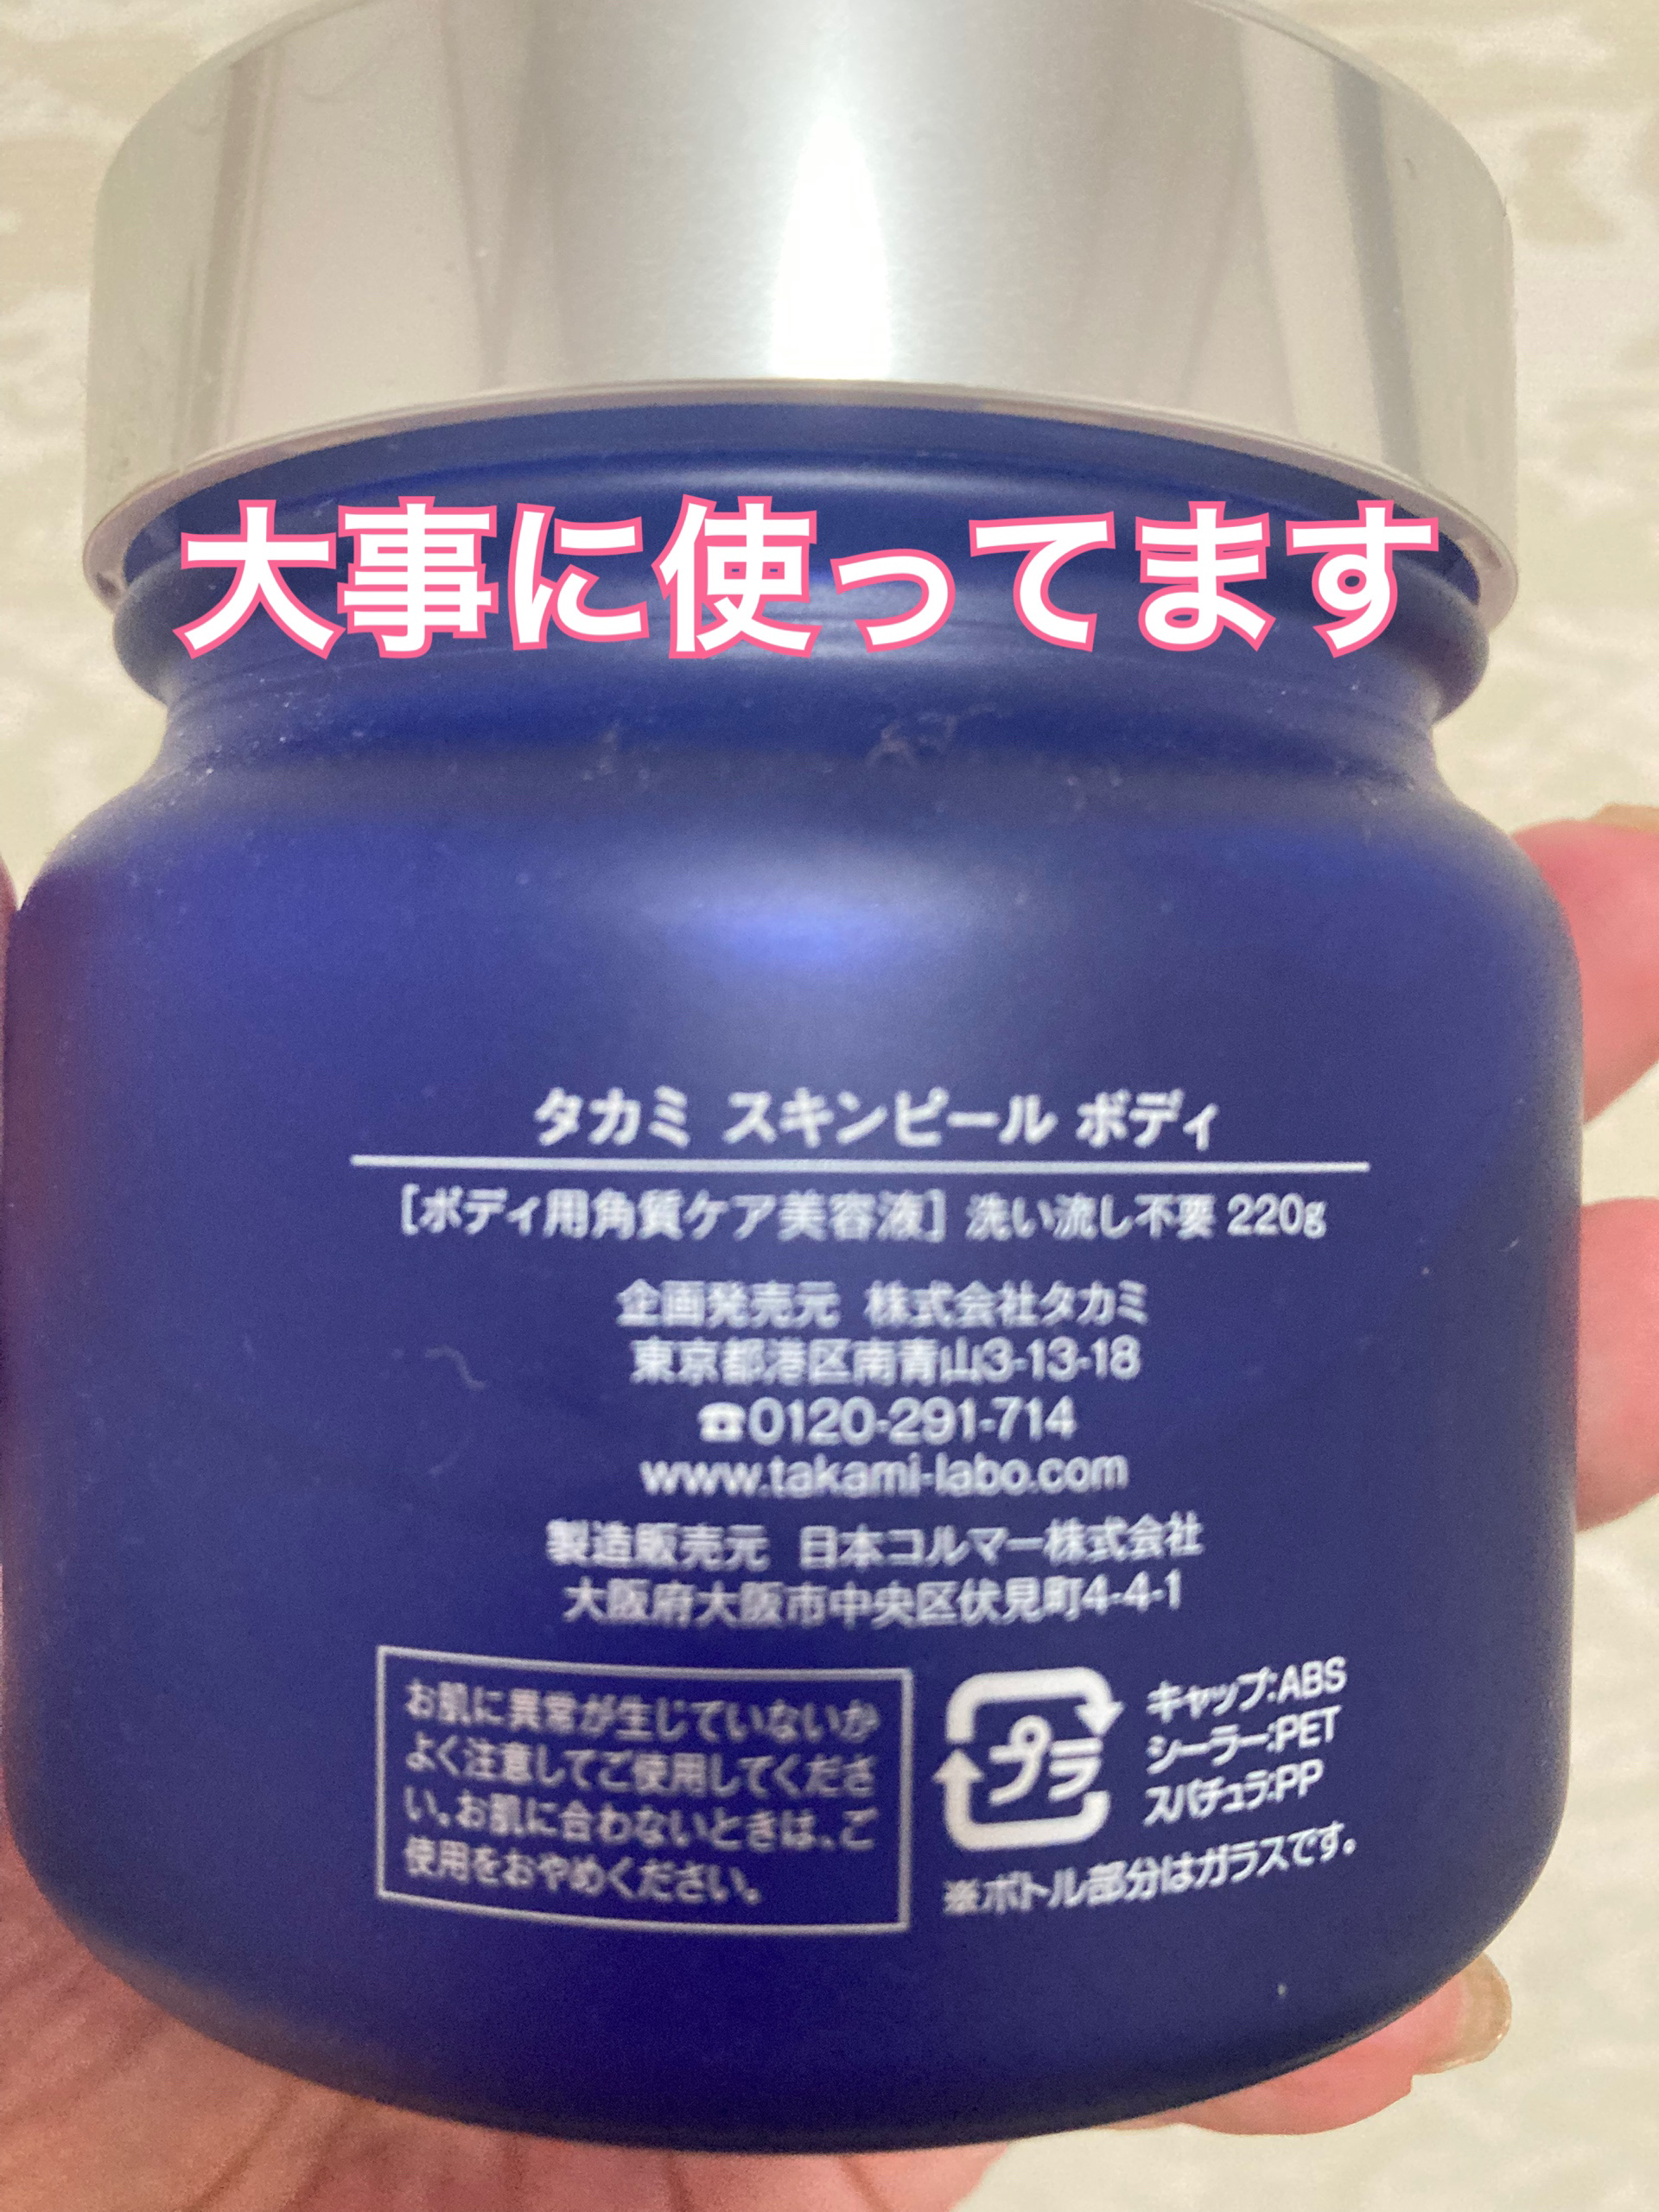 大事に使ってます
タカミ スキンピール ボディ
[ボディ用角質ケア美容液] 洗い流し不要 220g
企画発売元 株式会社タカミ
東京都港区南青山3-13-18
☎0120-291-714
www.takami-labo.com
製造販売元 日本コルマー株式会社
大阪府大阪市中央区伏見町4-4-1
お肌に異常が生じていないか
よく注意してご使用してくださ
い。お肌に合わないときは、ご
使用をおやめください。
プラ
キャップ:ABS
シーラー:PET
スパチュラ:PP
※ボトル部分はガラスです。